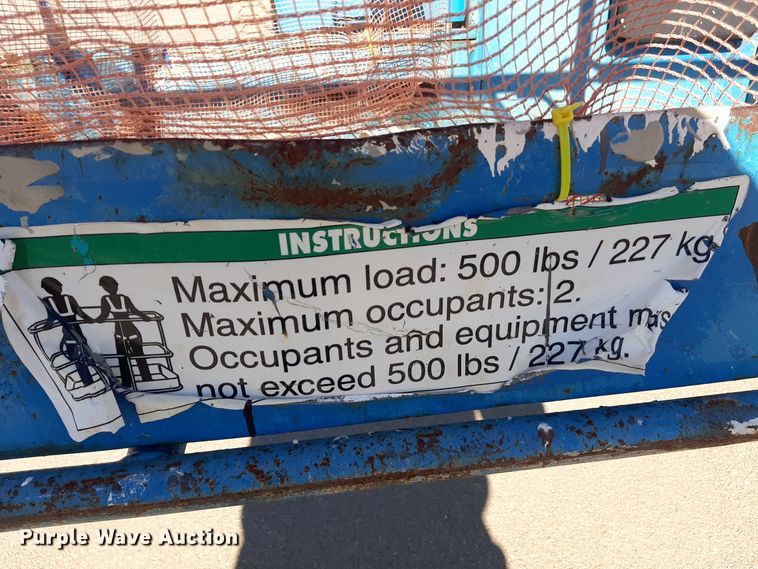 INSTRUCTIONS
Maximum load: 500 lbs / 227 kg
Maximum occupants: 2.
Occupants and equipment mus
not exceed 500 lbs / 227 kg.
Purple Wave Auction